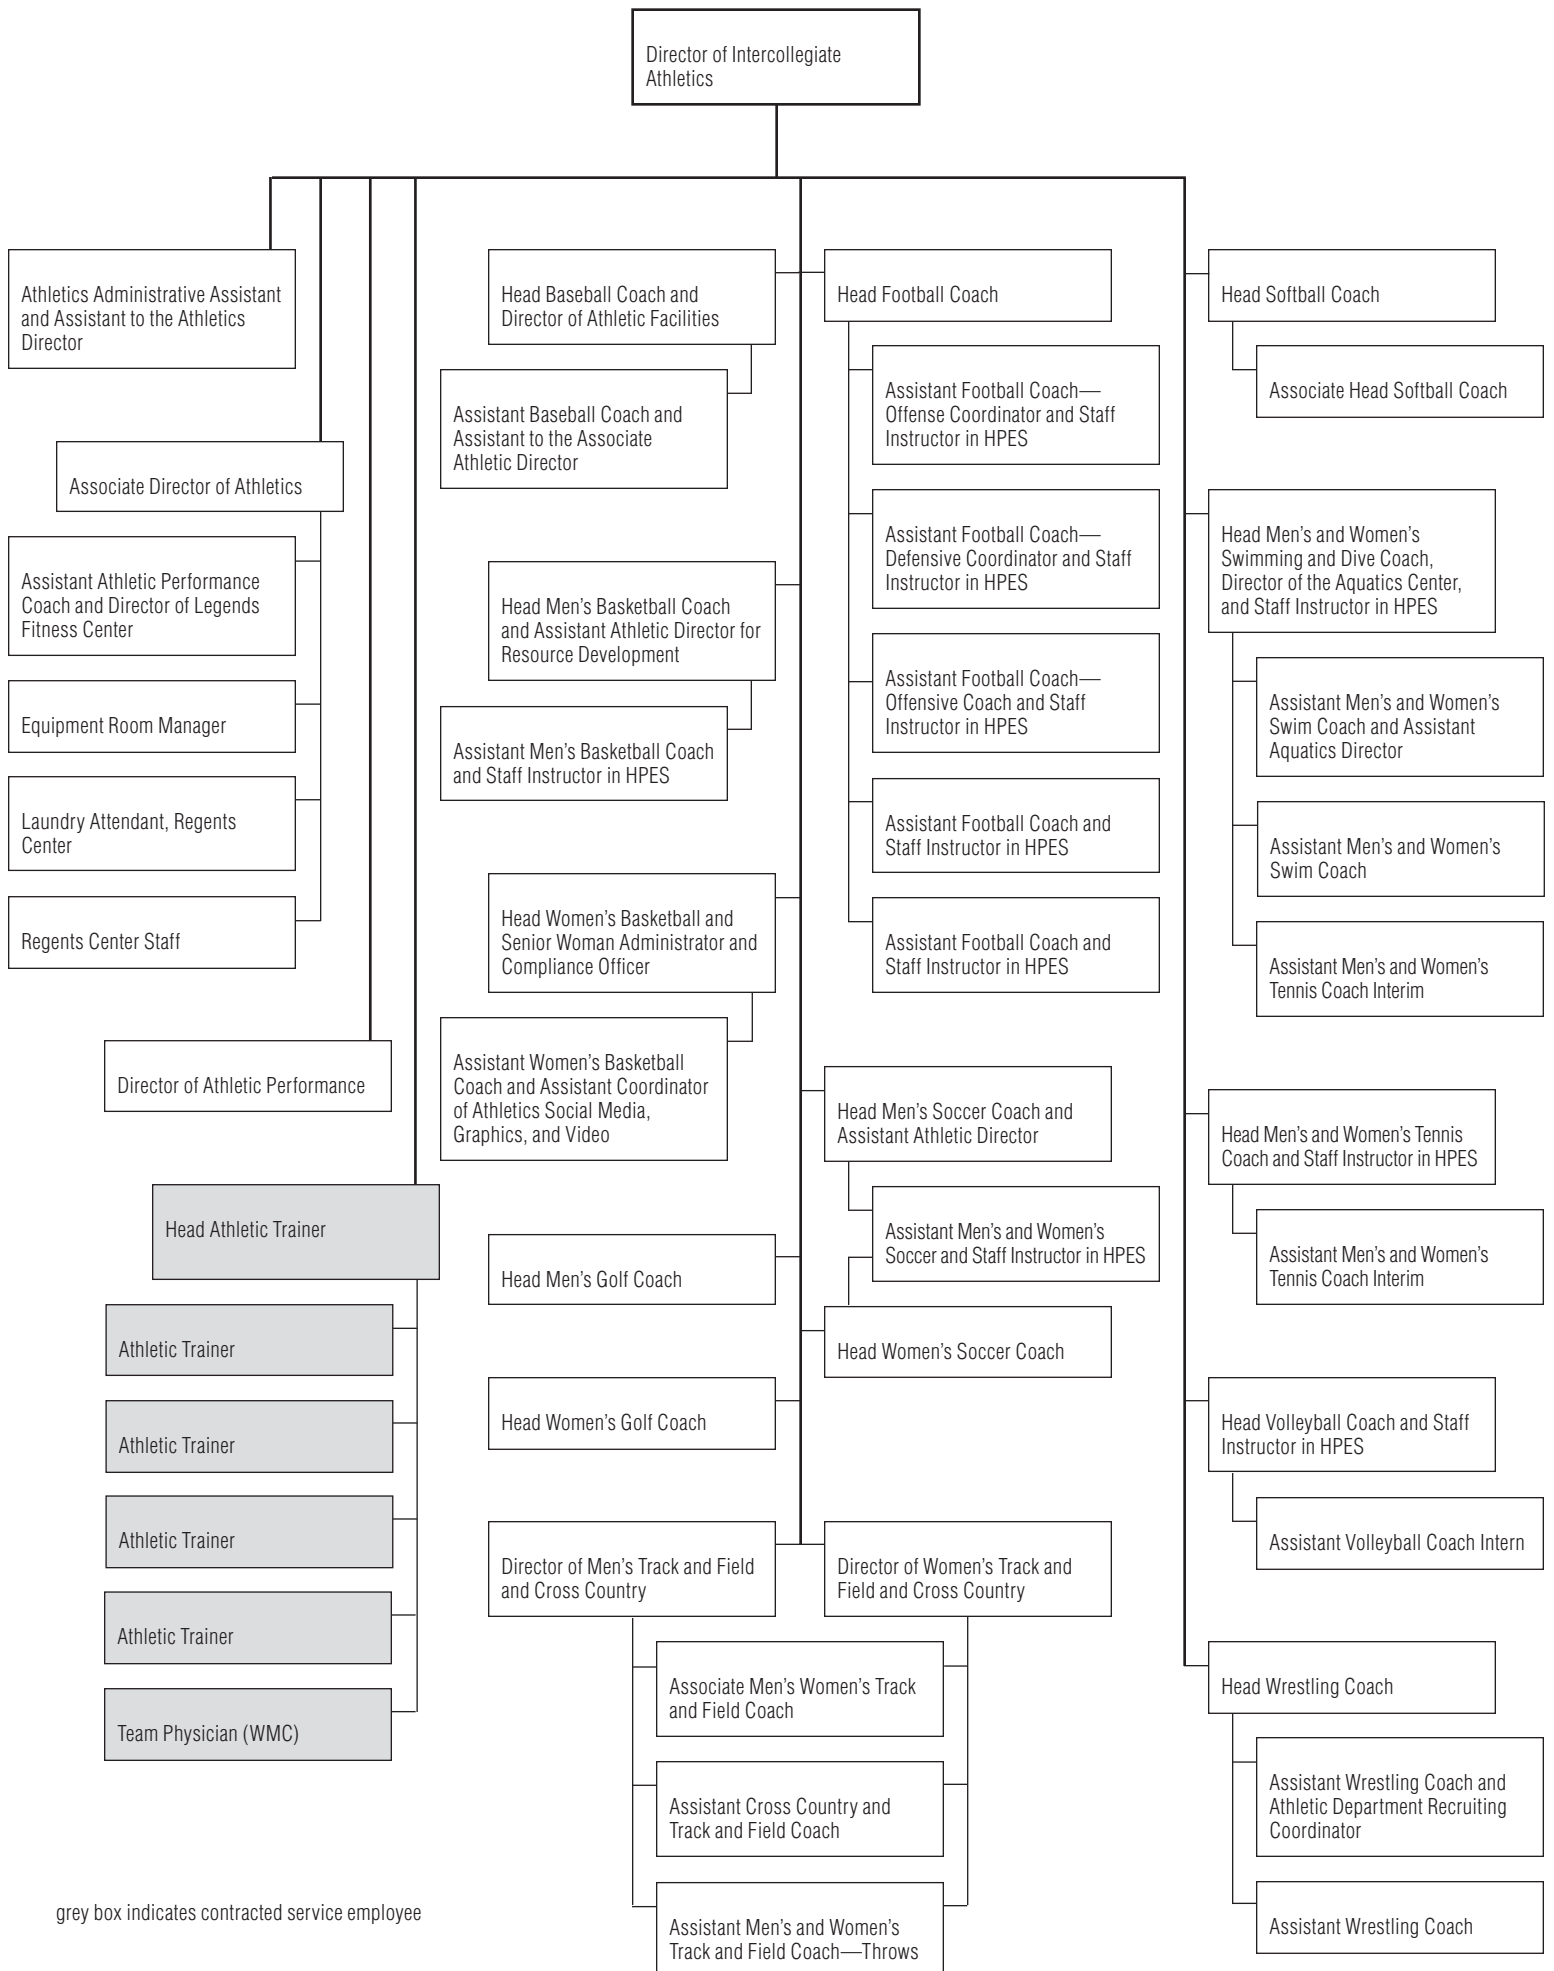 Director of Intercollegiate
Athletics
Athletics Administrative Assistant
and Assistant to the Athletics
Director
Associate Director of Athletics
Assistant Athletic Performance
Coach and Director of Legends
Fitness Center
Equipment Room Manager
Laundry Attendant, Regents
Center
Regents Center Staff
Director of Athletic Performance
Head Athletic Trainer
Athletic Trainer
Athletic Trainer
Athletic Trainer
Athletic Trainer
Team Physician (WMC)
Head Baseball Coach and
Director of Athletic Facilities
Assistant Baseball Coach and
Assistant to the Associate
Athletic Director
Head Men’s Basketball Coach
and Assistant Athletic Director for
Resource Development
Assistant Men’s Basketball Coach
and Staff Instructor in HPES
Head Women’s Basketball and
Senior Woman Administrator and
Compliance Officer
Assistant Women’s Basketball
Coach and Assistant Coordinator
of Athletics Social Media,
Graphics, and Video
Head Men’s Golf Coach
Head Women’s Golf Coach
Director of Men’s Track and Field
and Cross Country
Head Football Coach
Assistant Football Coach—
Offense Coordinator and Staff
Instructor in HPES
Assistant Football Coach—
Defensive Coordinator and Staff
Instructor in HPES
Assistant Football Coach—
Offensive Coach and Staff
Instructor in HPES
Assistant Football Coach and
Staff Instructor in HPES
Assistant Football Coach and
Staff Instructor in HPES
Head Men’s Soccer Coach and
Assistant Athletic Director
Assistant Men’s and Women’s
Soccer and Staff Instructor in HPES
Head Women’s Soccer Coach
Director of Women’s Track and
Field and Cross Country
Associate Men’s Women’s Track
and Field Coach
Assistant Cross Country and
Track and Field Coach
Assistant Men’s and Women’s
Track and Field Coach—Throws
Head Softball Coach
Associate Head Softball Coach
Head Men’s and Women’s
Swimming and Dive Coach,
Director of the Aquatics Center,
and Staff Instructor in HPES
Assistant Men’s and Women’s
Swim Coach and Assistant
Aquatics Director
Assistant Men’s and Women’s
Swim Coach
Assistant Men’s and Women’s
Tennis Coach Interim
Head Men’s and Women’s Tennis
Coach and Staff Instructor in HPES
Assistant Men’s and Women’s
Tennis Coach Interim
Head Volleyball Coach and Staff
Instructor in HPES
Assistant Volleyball Coach Intern
Head Wrestling Coach
Assistant Wrestling Coach and
Athletic Department Recruiting
Coordinator
Assistant Wrestling Coach
grey box indicates contracted service employee